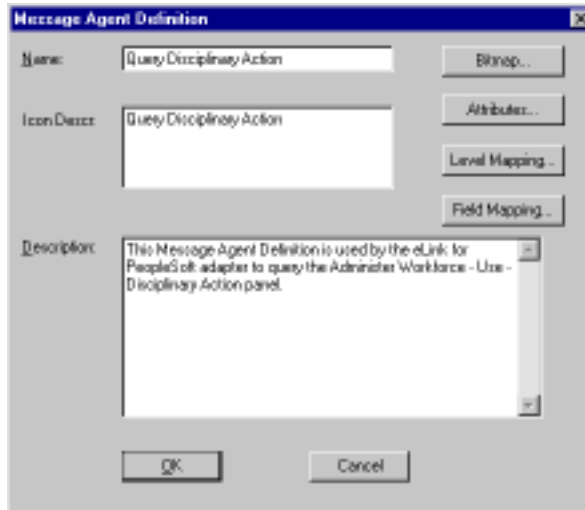 Message Agent Definition
Name:
Query Disciplinary Action
Bitmap...
Icon Descr:
Query Disciplinary Action
Attributes...
Level Mapping...
Field Mapping...
Description:
This Message Agent Definition is used by the eLink for
PeopleSoft adapter to query the Administer Workforce - Use -
Disciplinary Action panel.
OK
Cancel